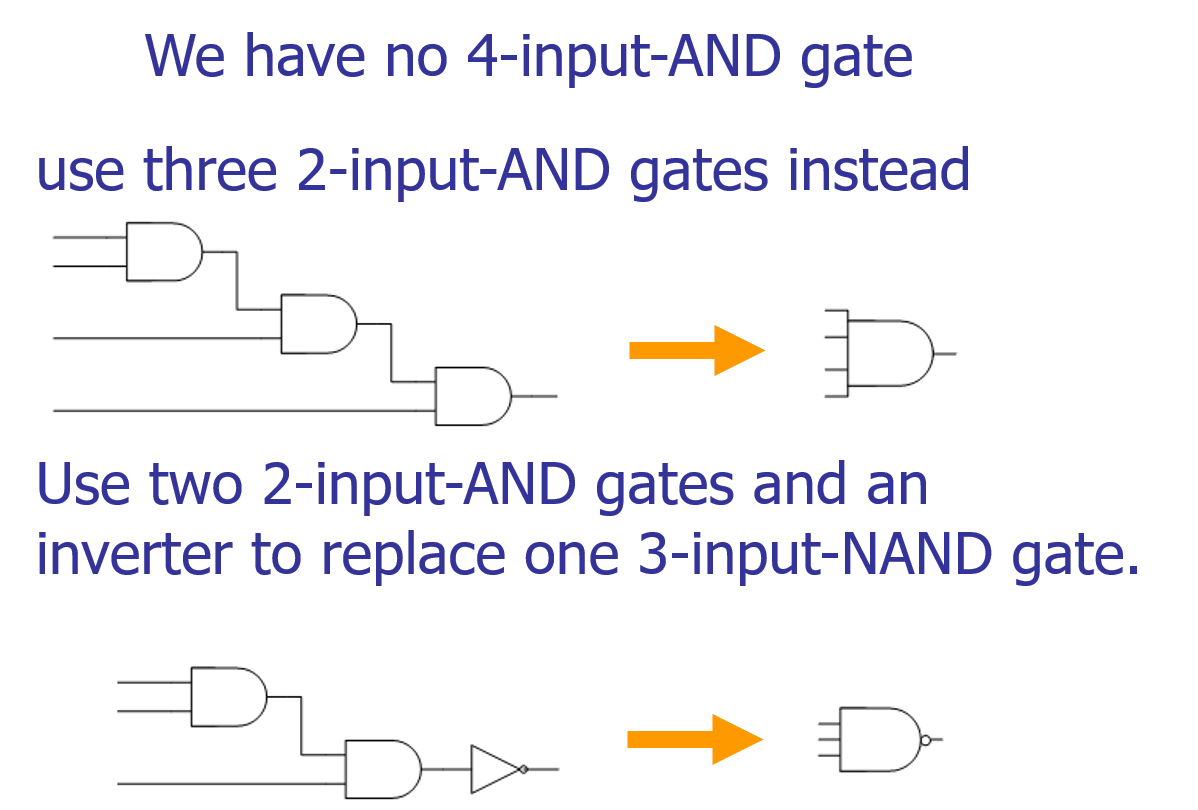 We have no 4-input-AND gate
use three 2-input-AND gates instead
Use two 2-input-AND gates and an
inverter to replace one 3-input-NAND gate.